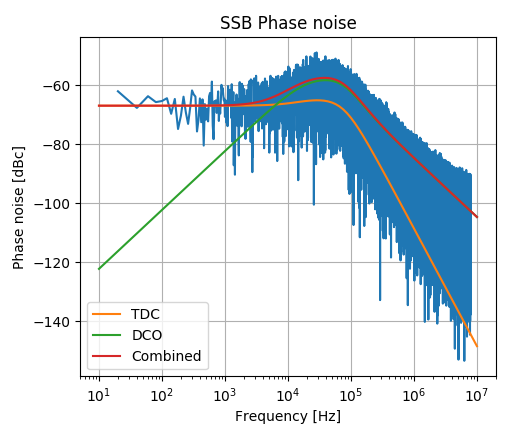 SSB Phase noise
Phase noise [dBc]
−60
−80
−100
−120
−140
TDC
DCO
Combined
10¹ 10² 10³ 10⁴ 10⁵ 10⁶ 10⁷
Frequency [Hz]